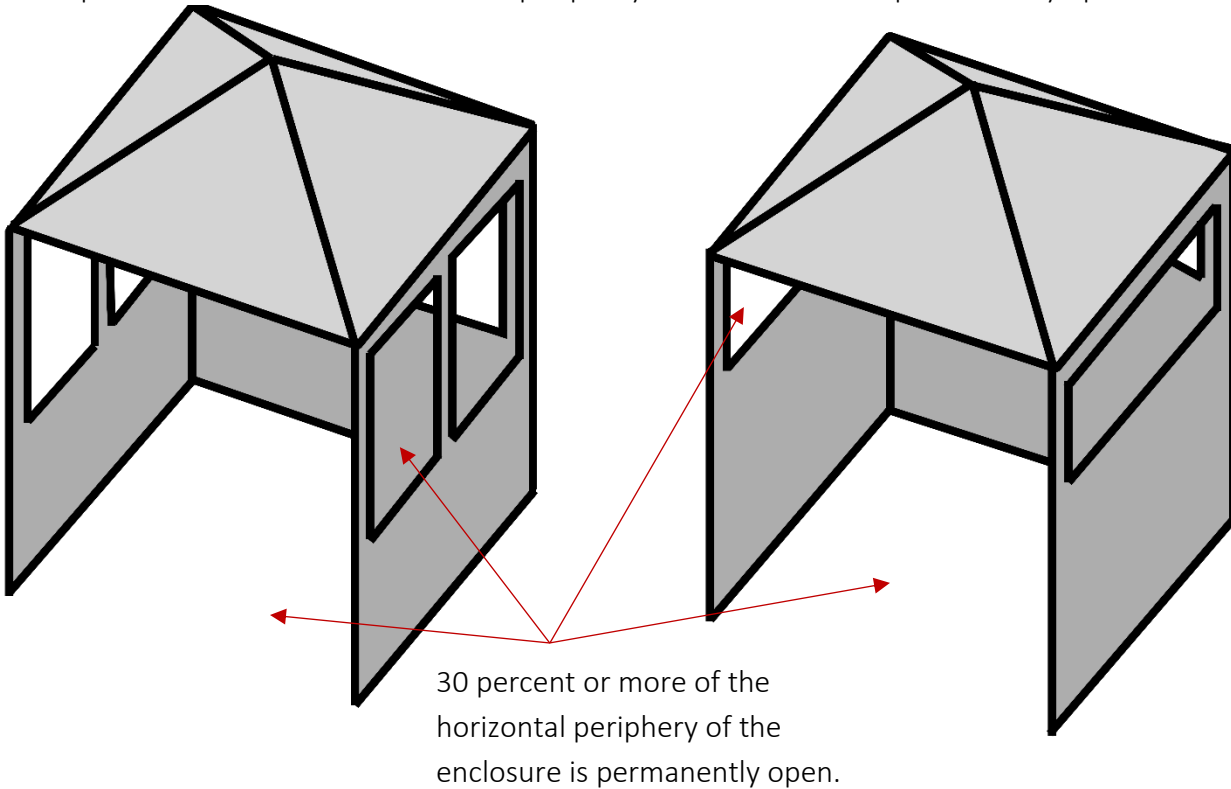 30 percent or more of the
horizontal periphery of the
enclosure is permanently open.